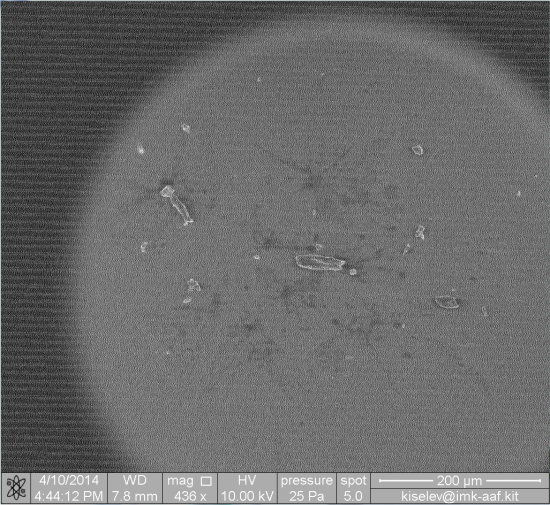 4/10/2014 WD mag HV pressure spot 200 µm
4:44:12 PM 7.8 mm 436 x 10.00 kV 25 Pa 5.0 kiselev@imk-aaf.kit